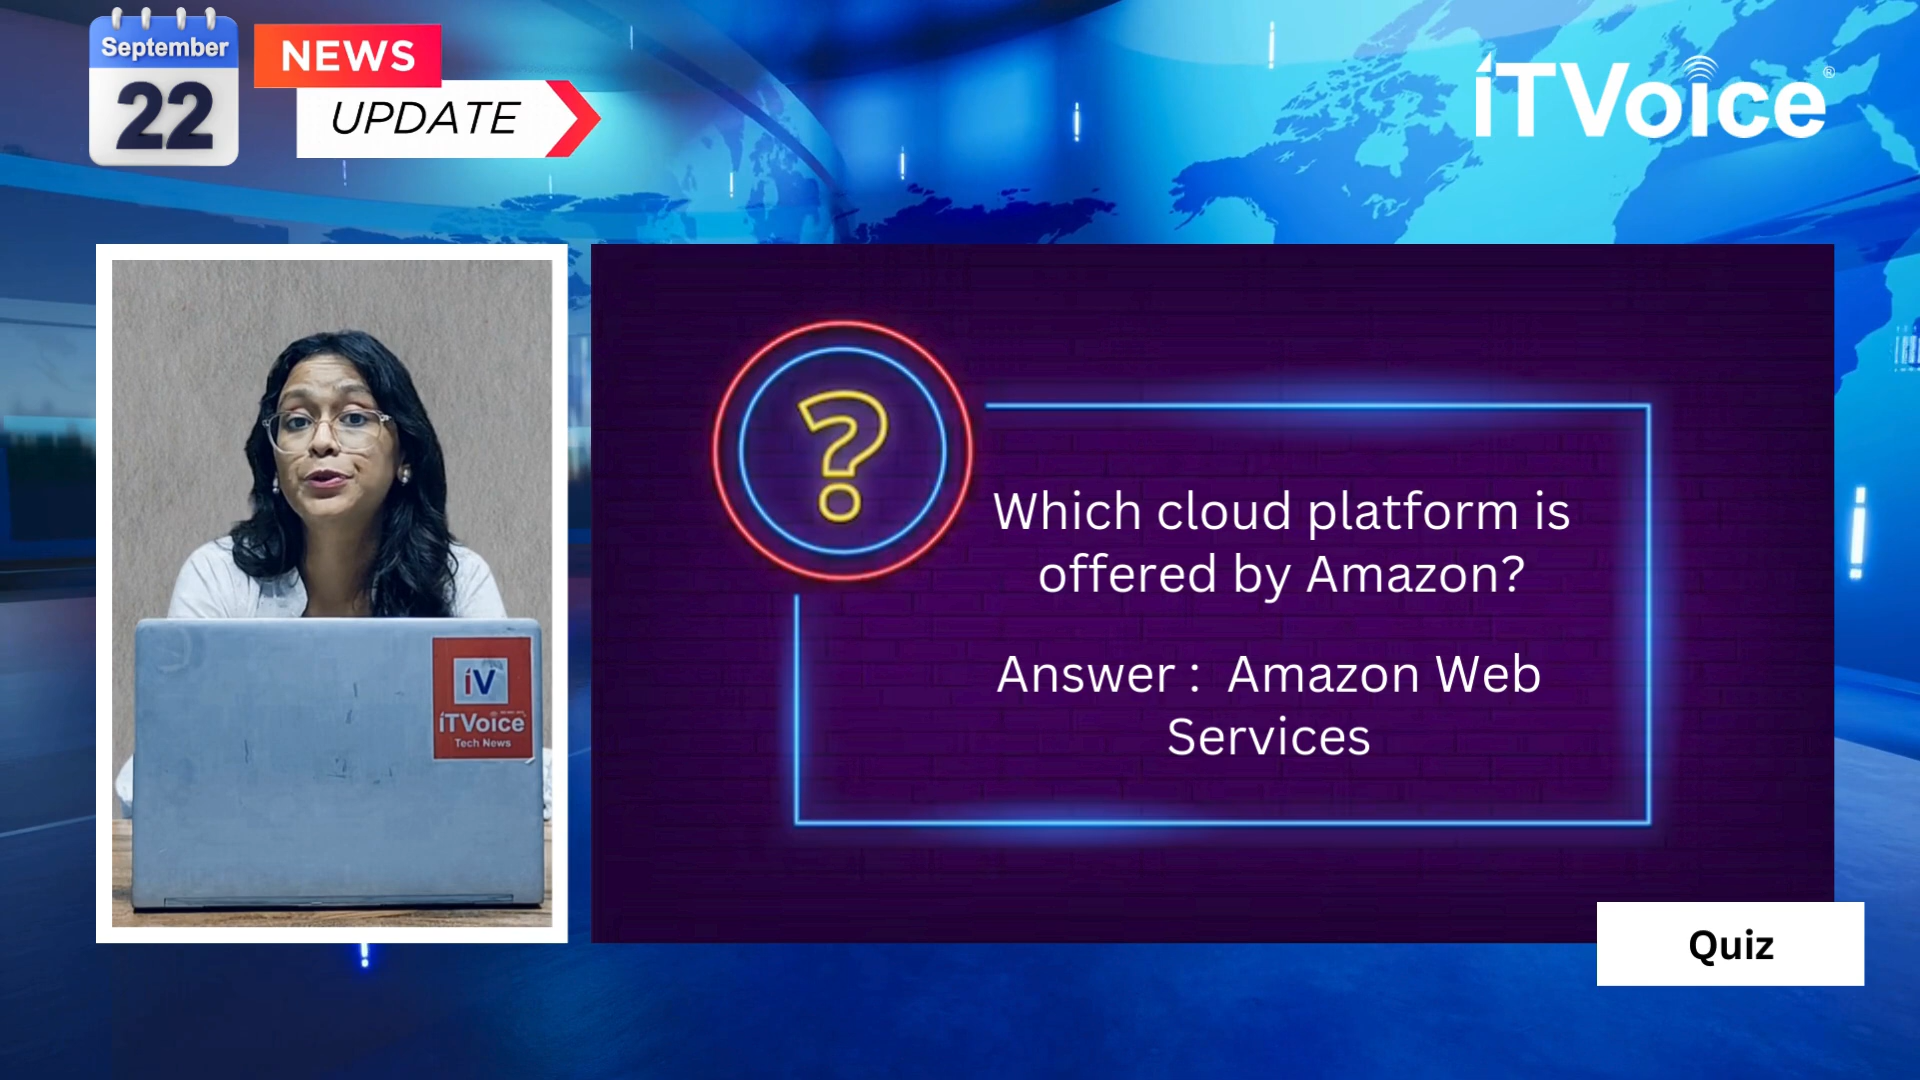 September
22
NEWS
UPDATE
iTVoice®
?
Which cloud platform is
offered by Amazon?
Answer : Amazon Web
Services
iV
iTVoice
Tech News
Quiz